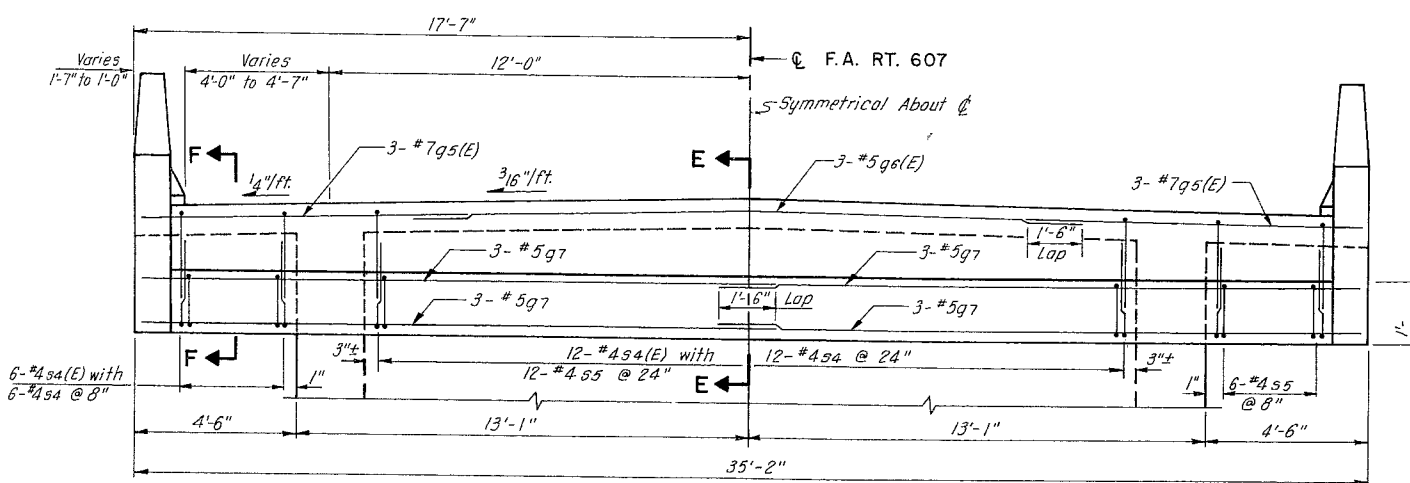 17'-7"
℄ F.A. RT. 607
Varies
1'-7" to 1'-0"
Varies
4'-0" to 4'-7"
12'-0"
Symmetrical About ℄
F
E
3-#7g5(E)
3-#5g6(E)
3-#7g5(E)
1/4"/ft.
3/16"/ft.
1'-6"
Lap
3-#5g7
3-#5g7
1'-16" Lap
3-#5g7
3-#5g7
1'-
F
E
3"±
12-#4s4(E) with
12-#4s5 @ 24"
12-#4s4 @ 24"
3"±
6-#4s4(E) with
6-#4s4 @ 8"
1"
1"
6-#4s5
@ 8"
4'-6"
13'-1"
13'-1"
4'-6"
35'-2"